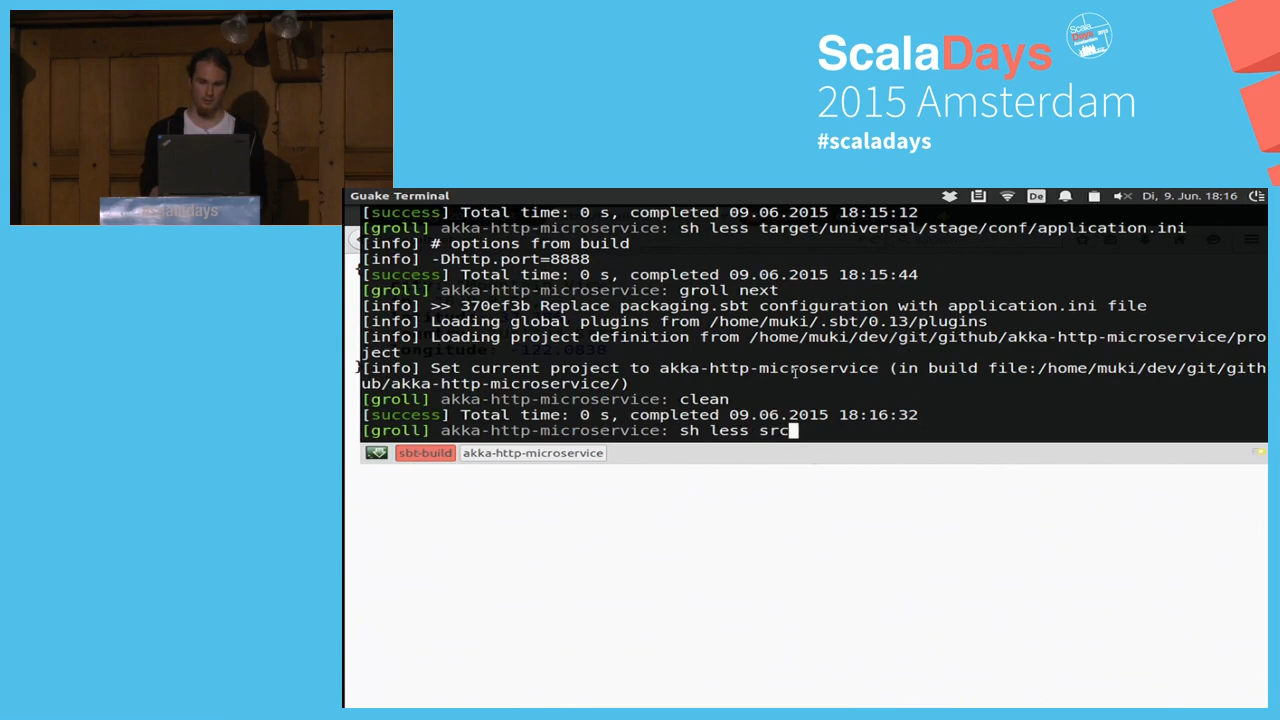 ScalaDays
2015 Amsterdam
#scaladays
Guake Terminal
De
Di, 9. Jun. 18:16
[success] Total time: 0 s, completed 09.06.2015 18:15:12
[groll] akka-http-microservice: sh less target/universal/stage/conf/application.ini
[info] # options from build
[info] -Dhttp.port=8888
[success] Total time: 0 s, completed 09.06.2015 18:15:44
[groll] akka-http-microservice: groll next
[info] >> 370ef3b Replace packaging.sbt configuration with application.ini file
[info] Loading global plugins from /home/muki/.sbt/0.13/plugins
[info] Loading project definition from /home/muki/dev/git/github/akka-http-microservice/pro
ject
[info] Set current project to akka-http-microservice (in build file:/home/muki/dev/git/gith
ub/akka-http-microservice/)
[groll] akka-http-microservice: clean
[success] Total time: 0 s, completed 09.06.2015 18:16:32
[groll] akka-http-microservice: sh less src
sbt-build
akka-http-microservice